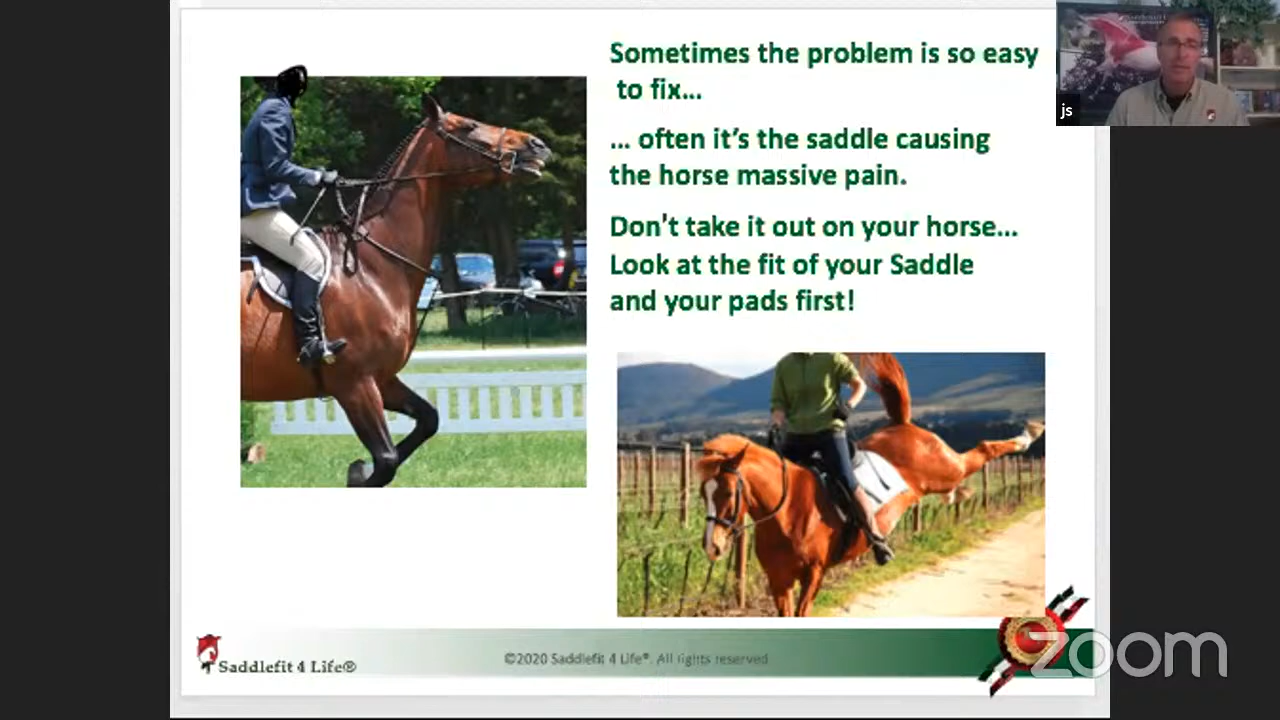 Sometimes the problem is so easy
to fix...
... often it's the saddle causing
the horse massive pain.
Don't take it out on your horse...
Look at the fit of your Saddle
and your pads first!
js
Saddlefit 4 Life®
©2020 Saddlefit 4 Life®. All rights reserved
zoom